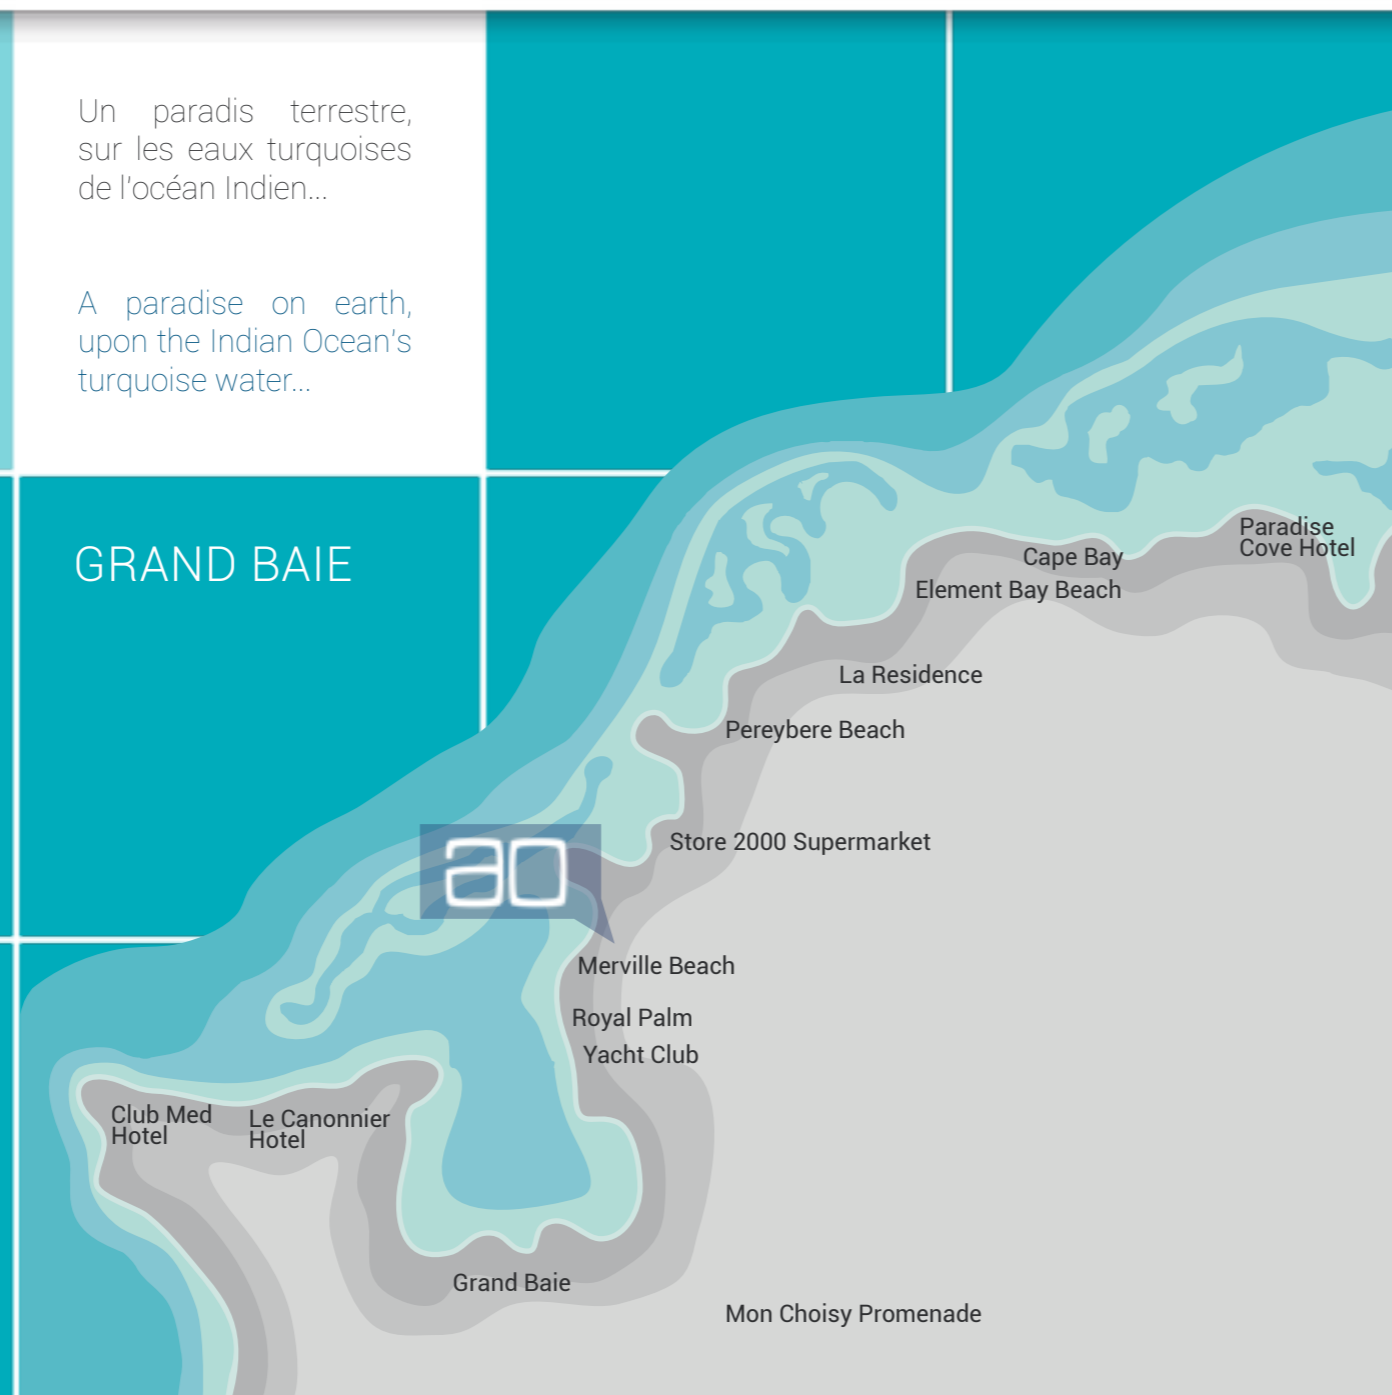 Un paradis terrestre,
sur les eaux turquoises
de l'océan Indien...
A paradise on earth,
upon the Indian Ocean's
turquoise water...
GRAND BAIE
Paradise
Cove Hotel
Cape Bay
Element Bay Beach
La Residence
Pereybere Beach
Store 2000 Supermarket
ao
Merville Beach
Royal Palm
Yacht Club
Club Med
Hotel
Le Canonnier
Hotel
Grand Baie
Mon Choisy Promenade